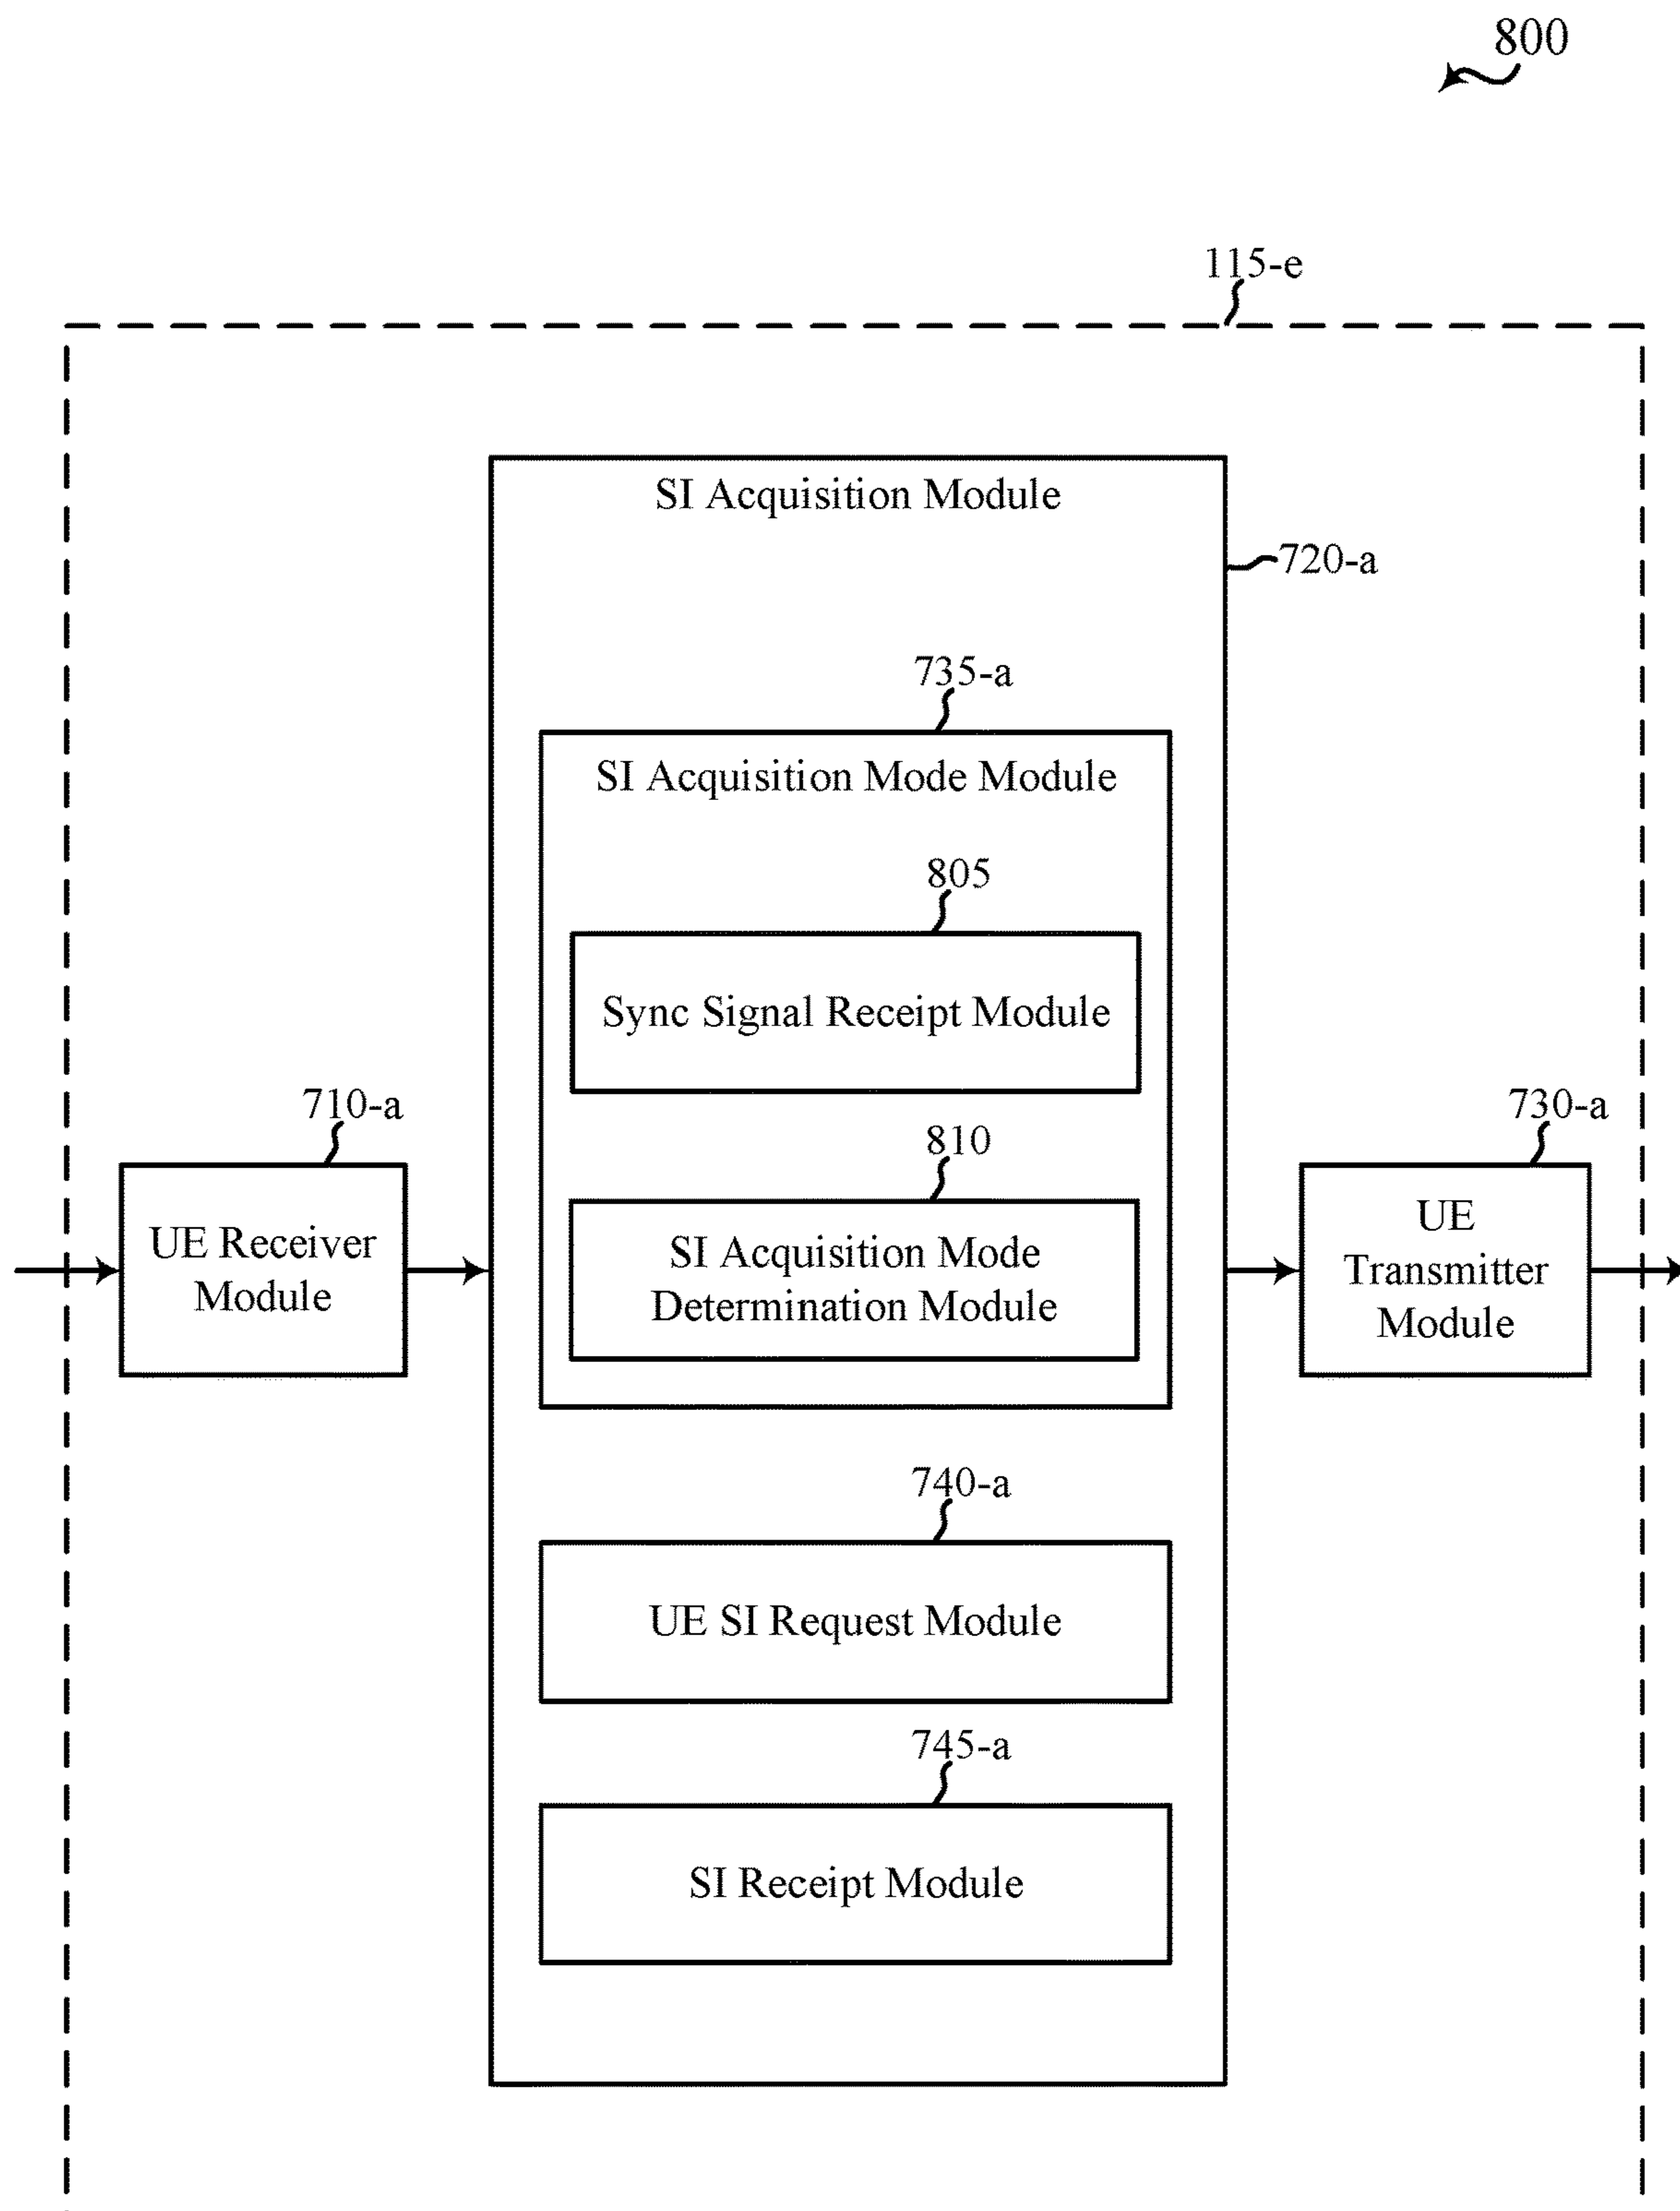 800
115-e
SI Acquisition Module
720-a
735-a
SI Acquisition Mode Module
805
Sync Signal Receipt Module
710-a
UE Receiver
Module
810
SI Acquisition Mode
Determination Module
730-a
UE
Transmitter
Module
740-a
UE SI Request Module
745-a
SI Receipt Module